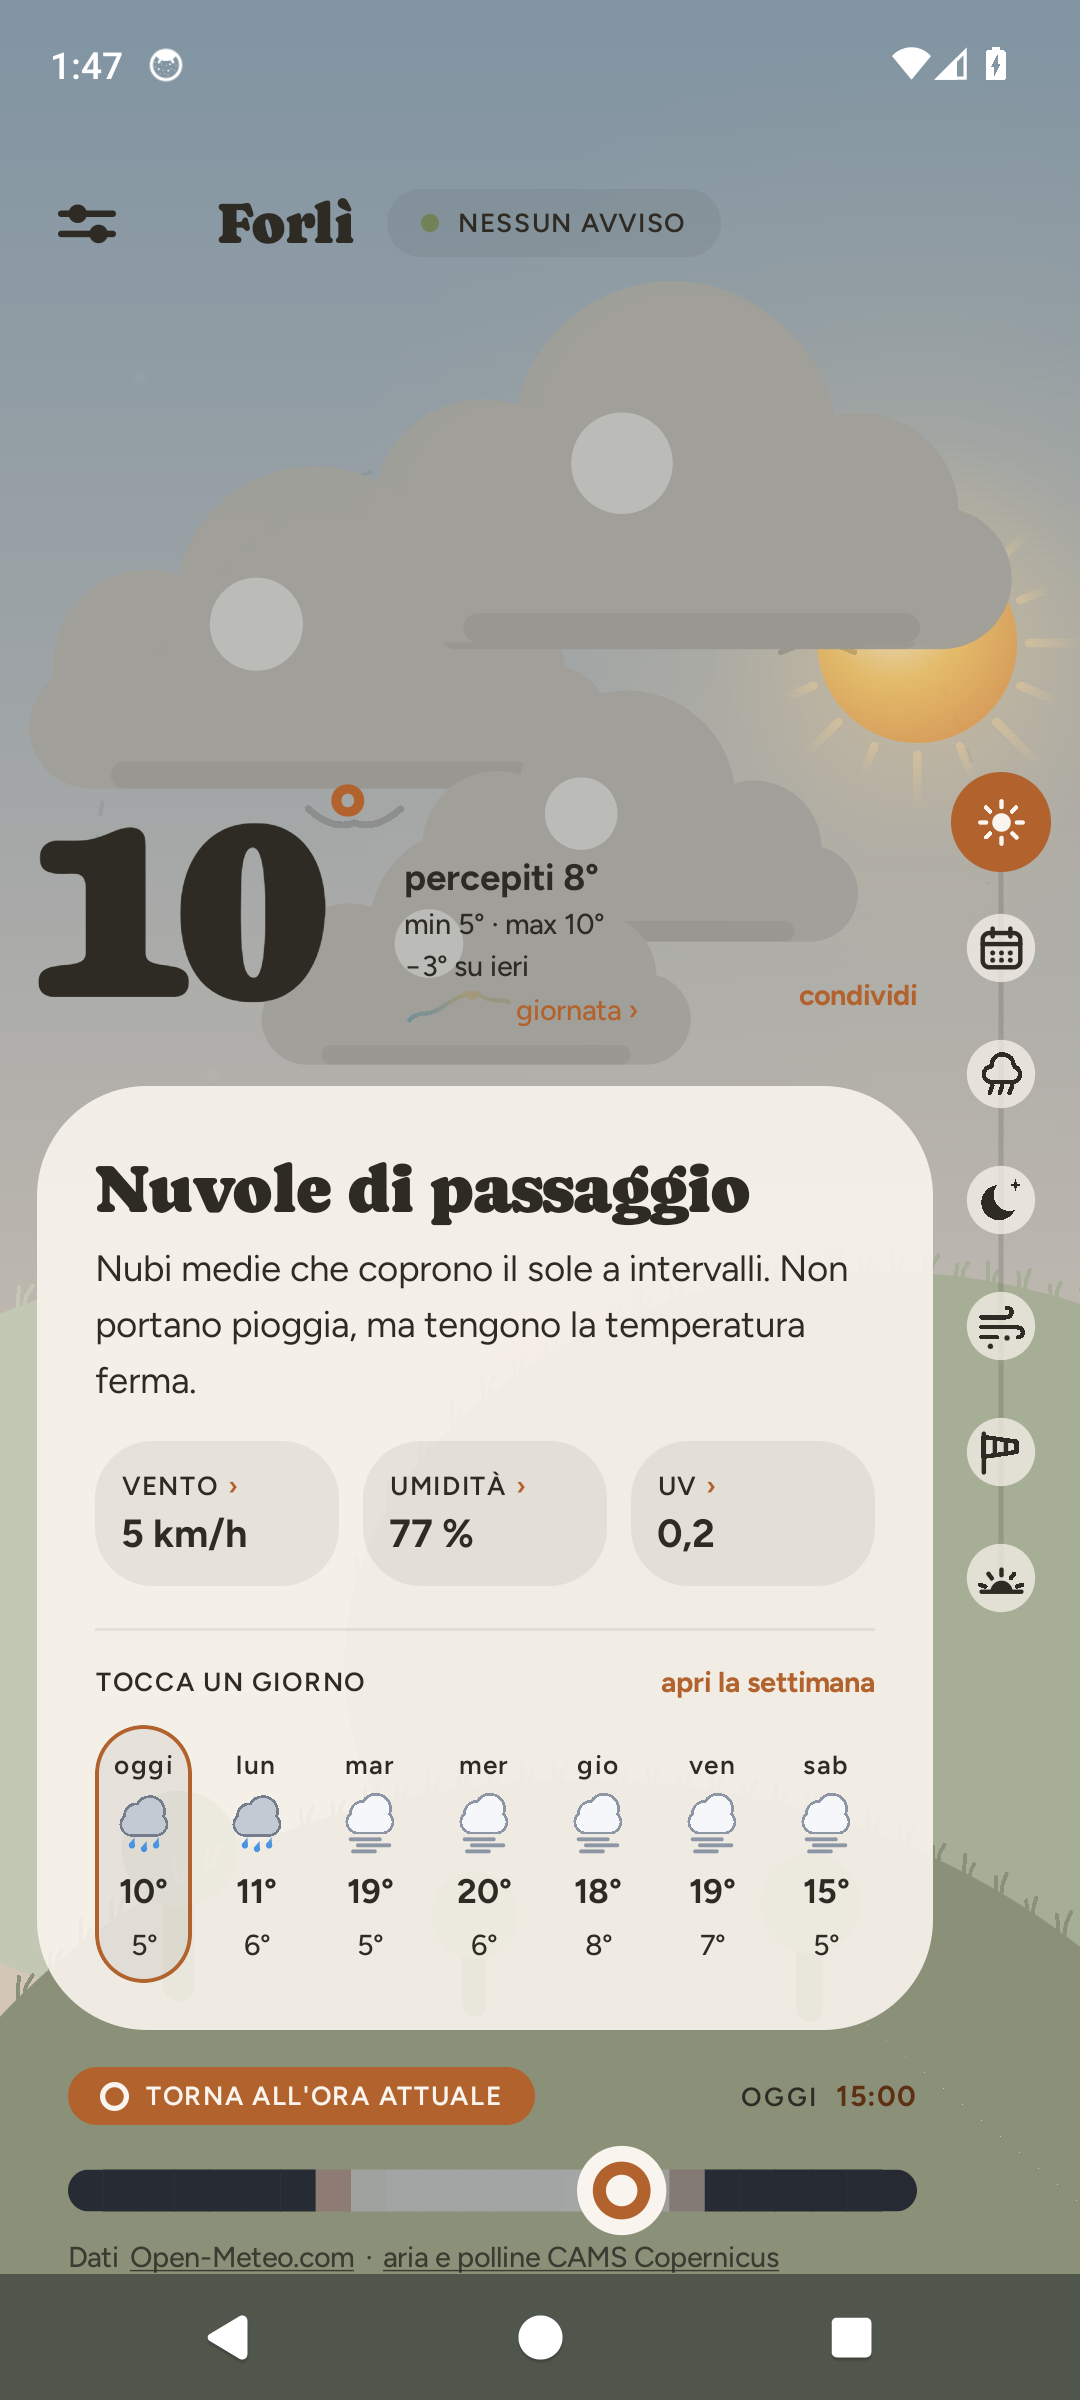 1:47
Forlì
NESSUN AVVISO
10
percepiti 8°
min 5° · max 10°
−3° su ieri
giornata ›
condividi
Nuvole di passaggio
Nubi medie che coprono il sole a intervalli. Non
portano pioggia, ma tengono la temperatura
ferma.
VENTO › UMIDITÀ › UV ›
5 km/h 77 % 0,2
TOCCA UN GIORNO apri la settimana
oggi lun mar mer gio ven sab
10° 11° 19° 20° 18° 19° 15°
5° 6° 5° 6° 8° 7° 5°
TORNA ALL'ORA ATTUALE OGGI 15:00
Dati Open-Meteo.com · aria e polline CAMS Copernicus